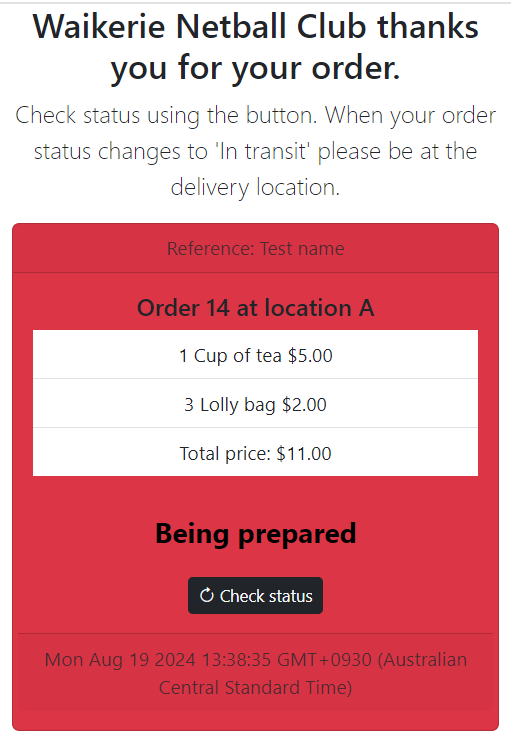 Waikerie Netball Club thanks
you for your order.
Check status using the button. When your order
status changes to 'In transit' please be at the
delivery location.
Reference: Test name
Order 14 at location A
1 Cup of tea $5.00
3 Lolly bag $2.00
Total price: $11.00
Being prepared
Check status
Mon Aug 19 2024 13:38:35 GMT+0930 (Australian
Central Standard Time)